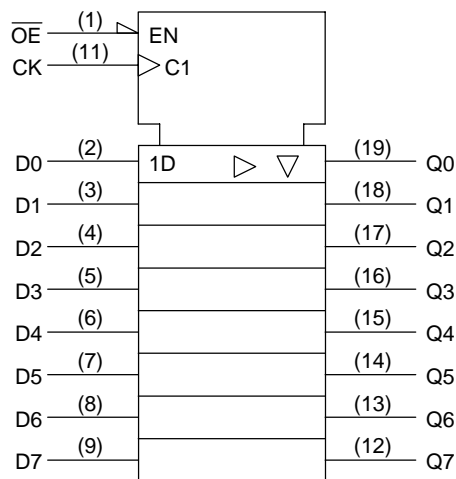 O̅E̅ (1) EN
CK (11) C1
D0 (2) 1D (19) Q0
D1 (3) (18) Q1
D2 (4) (17) Q2
D3 (5) (16) Q3
D4 (6) (15) Q4
D5 (7) (14) Q5
D6 (8) (13) Q6
D7 (9) (12) Q7